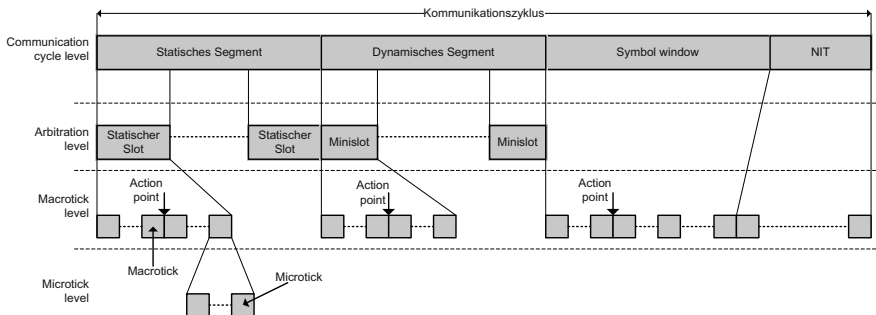 Kommunikationszyklus
Communication
cycle level
Statisches Segment
Dynamisches Segment
Symbol window
NIT
Arbitration
level
Statischer
Slot
Statischer
Slot
Minislot
Minislot
Macrotick
level
Action
point
Action
point
Action
point
Macrotick
Microtick
level
Microtick